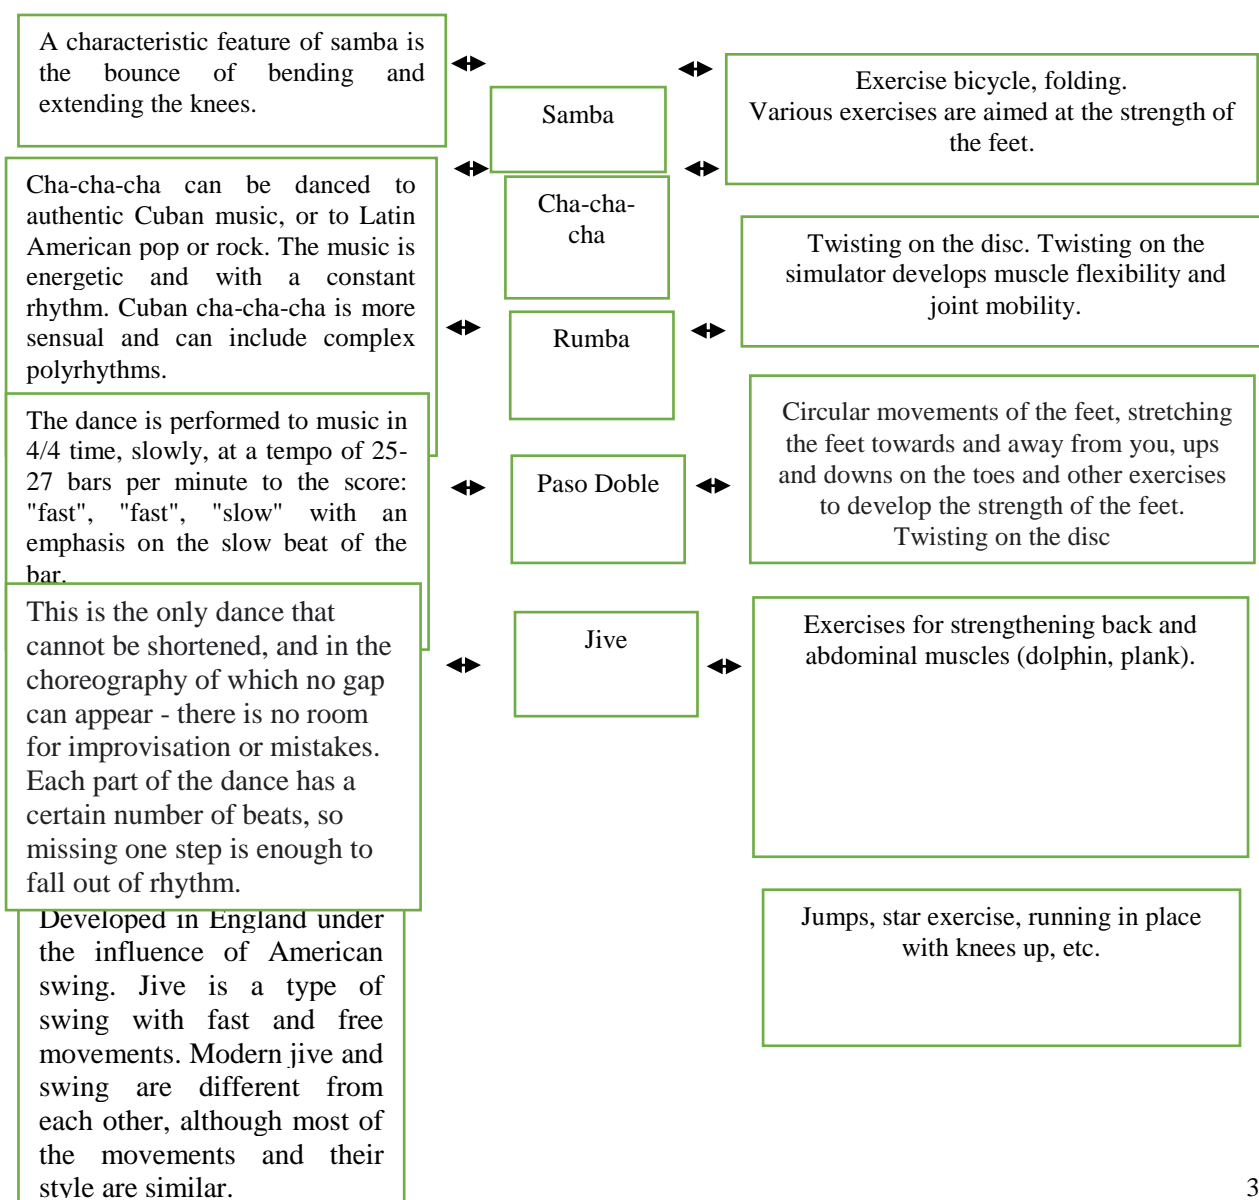 A characteristic feature of samba is
the bounce of bending and
extending the knees.
Samba
Exercise bicycle, folding.
Various exercises are aimed at the strength of
the feet.
Cha-cha-cha can be danced to
authentic Cuban music, or to Latin
American pop or rock. The music is
energetic and with a constant
rhythm. Cuban cha-cha-cha is more
sensual and can include complex
polyrhythms.
Cha-cha-
cha
Twisting on the disc. Twisting on the
simulator develops muscle flexibility and
joint mobility.
The dance is performed to music in
4/4 time, slowly, at a tempo of 25-
27 bars per minute to the score:
"fast", "fast", "slow" with an
emphasis on the slow beat of the
bar.
Rumba
Circular movements of the feet, stretching
the feet towards and away from you, ups
and downs on the toes and other exercises
to develop the strength of the feet.
Twisting on the disc
This is the only dance that
cannot be shortened, and in the
choreography of which no gap
can appear - there is no room
for improvisation or mistakes.
Each part of the dance has a
certain number of beats, so
missing one step is enough to
fall out of rhythm.
Paso Doble
Exercises for strengthening back and
abdominal muscles (dolphin, plank).
Developed in England under
the influence of American
swing. Jive is a type of
swing with fast and free
movements. Modern jive and
swing are different from
each other, although most of
the movements and their
style are similar.
Jive
Jumps, star exercise, running in place
with knees up, etc.
3